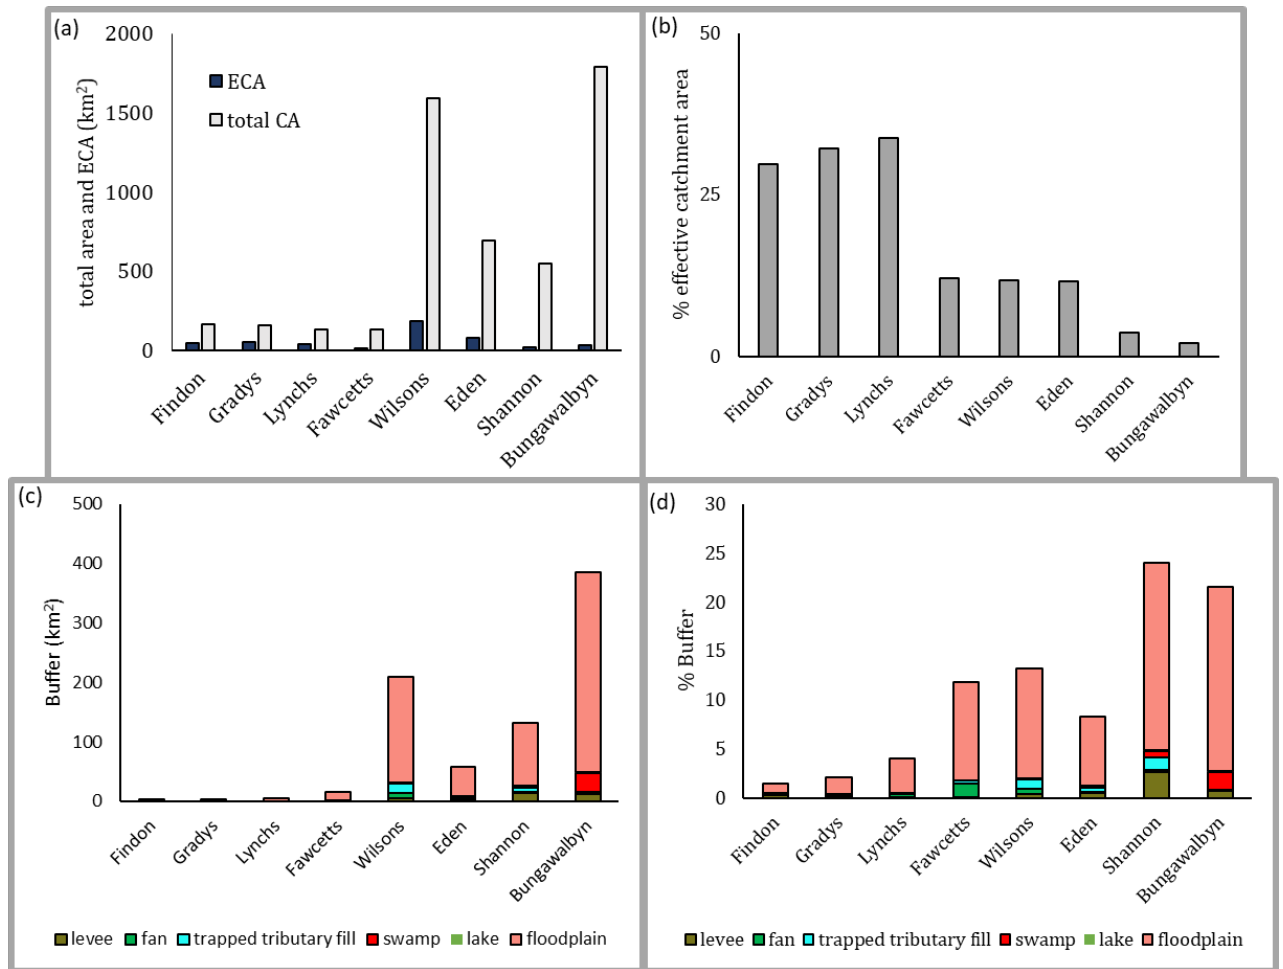 (a)
total area and ECA (km²)
2000
1500
1000
500
0
ECA
total CA
Findon
Gradys
Lynchs
Fawcetts
Wilsons
Eden
Shannon
Bungawalbyn
(b)
% effective catchment area
50
25
0
Findon
Gradys
Lynchs
Fawcetts
Wilsons
Eden
Shannon
Bungawalbyn
(c)
Buffer (km²)
500
400
300
200
100
0
Findon
Gradys
Lynchs
Fawcetts
Wilsons
Eden
Shannon
Bungawalbyn
levee fan trapped tributary fill swamp lake floodplain
(d)
% Buffer
30
25
20
15
10
5
0
Findon
Gradys
Lynchs
Fawcetts
Wilsons
Eden
Shannon
Bungawalbyn
levee fan trapped tributary fill swamp lake floodplain